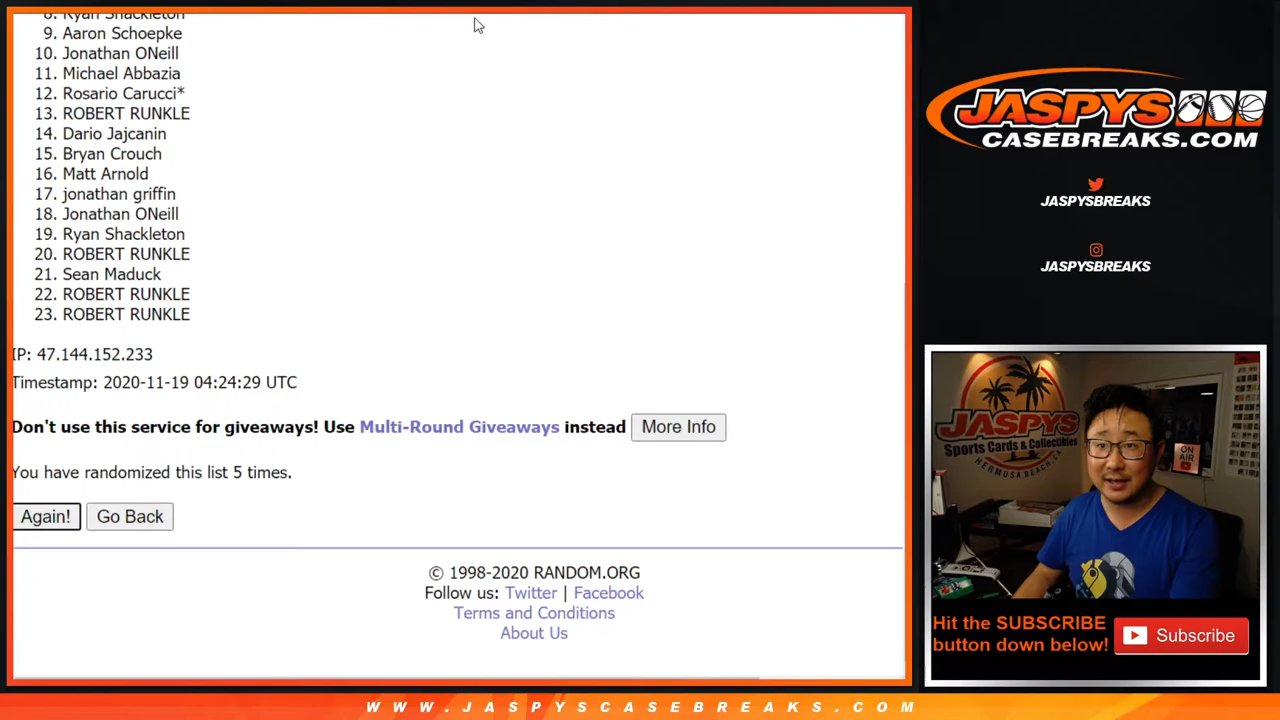 8. Ryan Shackleton
9. Aaron Schoepke
10. Jonathan ONeill
11. Michael Abbazia
12. Rosario Carucci*
13. ROBERT RUNKLE
14. Dario Jajcanin
15. Bryan Crouch
16. Matt Arnold
17. jonathan griffin
18. Jonathan ONeill
19. Ryan Shackleton
20. ROBERT RUNKLE
21. Sean Maduck
22. ROBERT RUNKLE
23. ROBERT RUNKLE
IP: 47.144.152.233
Timestamp: 2020-11-19 04:24:29 UTC
Don't use this service for giveaways! Use Multi-Round Giveaways instead More Info
You have randomized this list 5 times.
Again! Go Back
© 1998-2020 RANDOM.ORG
Follow us: Twitter | Facebook
Terms and Conditions
About Us
JASPYS
CASEBREAKS.COM
JASPYSBREAKS
JASPYSBREAKS
JASPYS
Sports Cards & Collectibles
HERMOSA BEACH, CA
ON
AIR
Hit the SUBSCRIBE
button down below!
Subscribe
WWW.JASPYSCASEBREAKS.COM